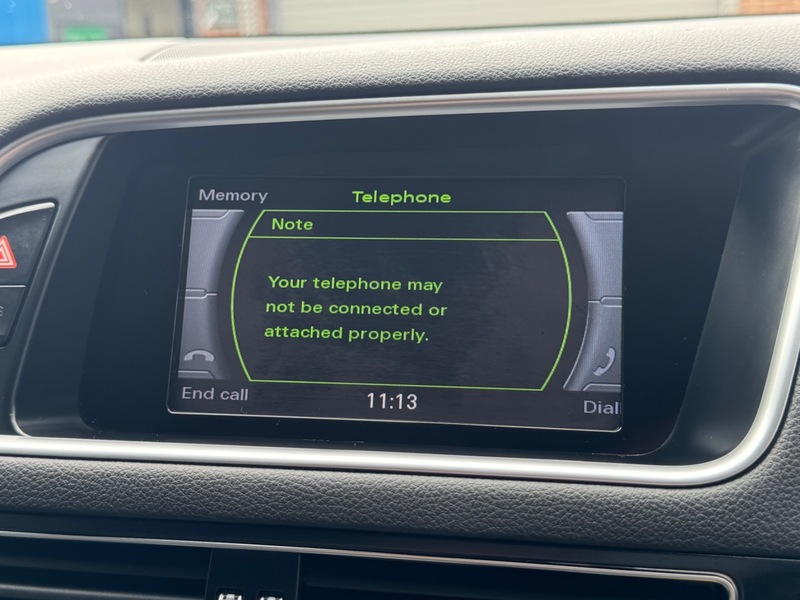 Memory Telephone
Note
Your telephone may
not be connected or
attached properly.
End call 11:13 Dial